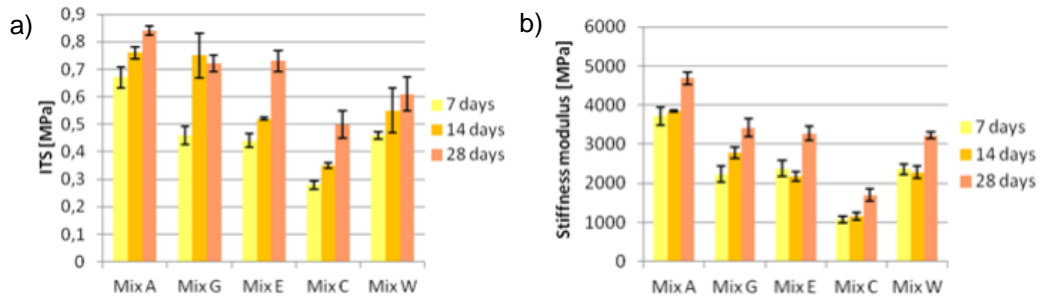 a)
ITS [MPa]
0,9
0,8
0,7
0,6
0,5
0,4
0,3
0,2
0,1
0
Mix A Mix G Mix E Mix C Mix W
7 days
14 days
28 days
b)
Stiffness modulus [MPa]
6000
5000
4000
3000
2000
1000
0
Mix A Mix G Mix E Mix C Mix W
7 days
14 days
28 days